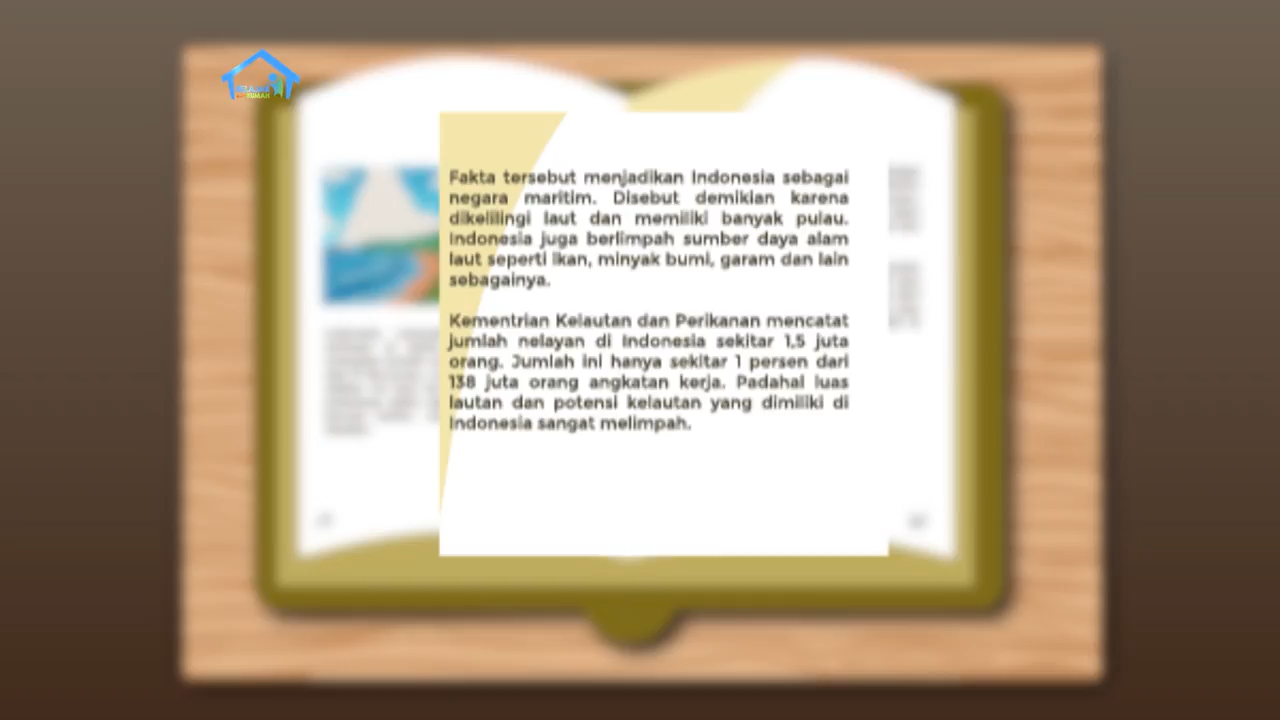 Fakta tersebut menjadikan Indonesia sebagai
negara maritim. Disebut demikian karena
dikelilingi laut dan memiliki banyak pulau.
Indonesia juga berlimpah sumber daya alam
laut seperti ikan, minyak bumi, garam dan lain
sebagainya.
Kementrian Kelautan dan Perikanan mencatat
jumlah nelayan di Indonesia sekitar 1,5 juta
orang. Jumlah ini hanya sekitar 1 persen dari
138 juta orang angkatan kerja. Padahal luas
lautan dan potensi kelautan yang dimiliki di
Indonesia sangat melimpah.